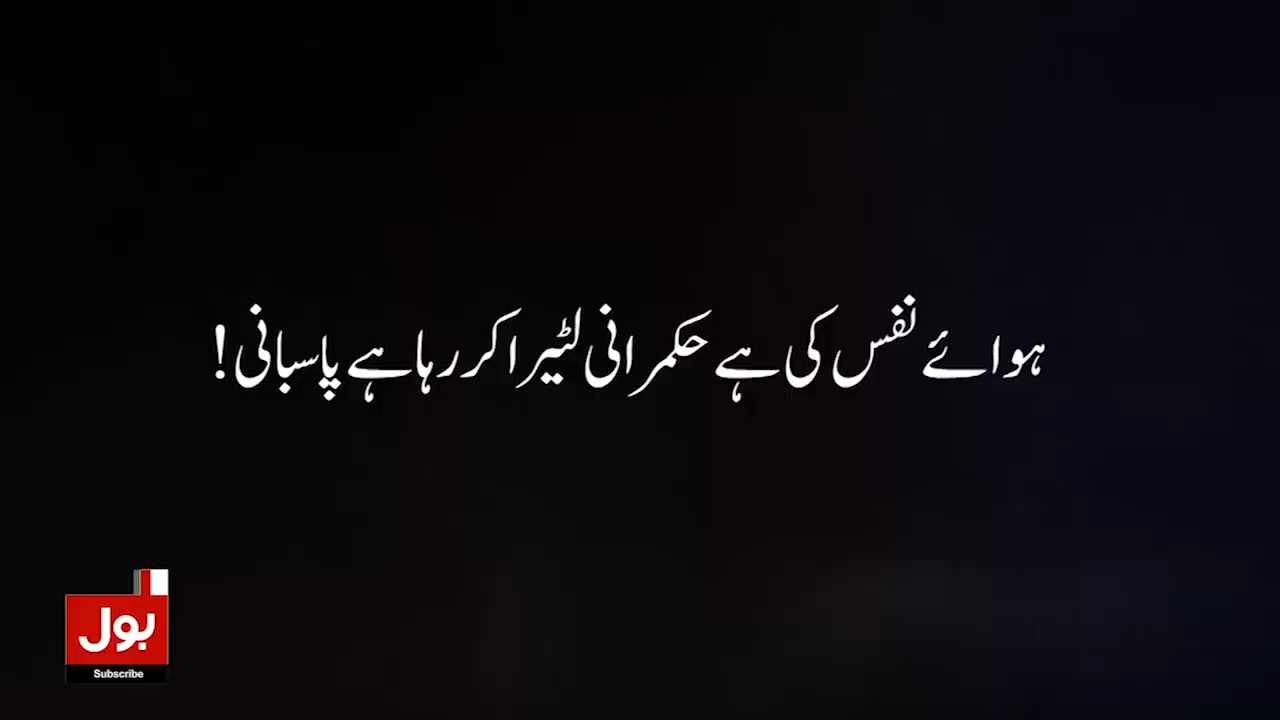 ہوائے نفس کی ہے حکمرانی لٹیرا کر رہا ہے پاسبانی!
بول
Subscribe